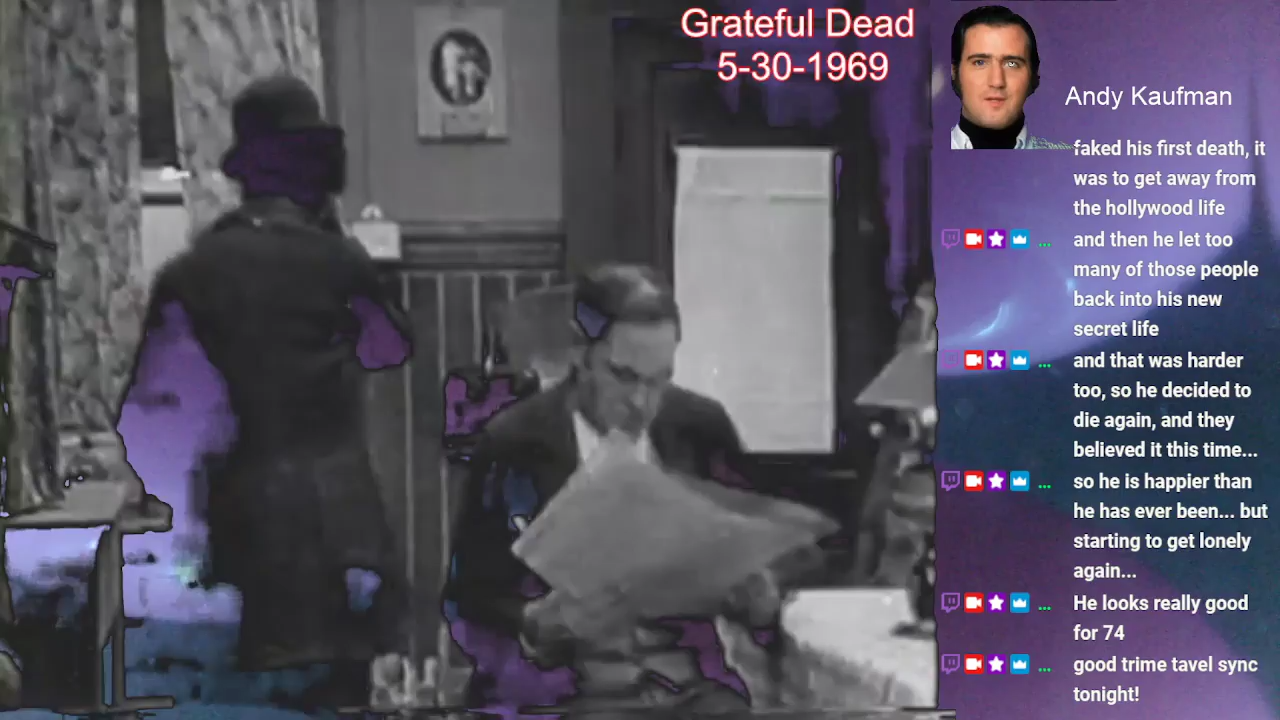 Grateful Dead
5-30-1969
Andy Kaufman
faked his first death, it
was to get away from
the hollywood life
... and then he let too
many of those people
back into his new
secret life
... and that was harder
too, so he decided to
die again, and they
believed it this time...
... so he is happier than
he has ever been... but
starting to get lonely
again...
... He looks really good
for 74
... good trime tavel sync
tonight!